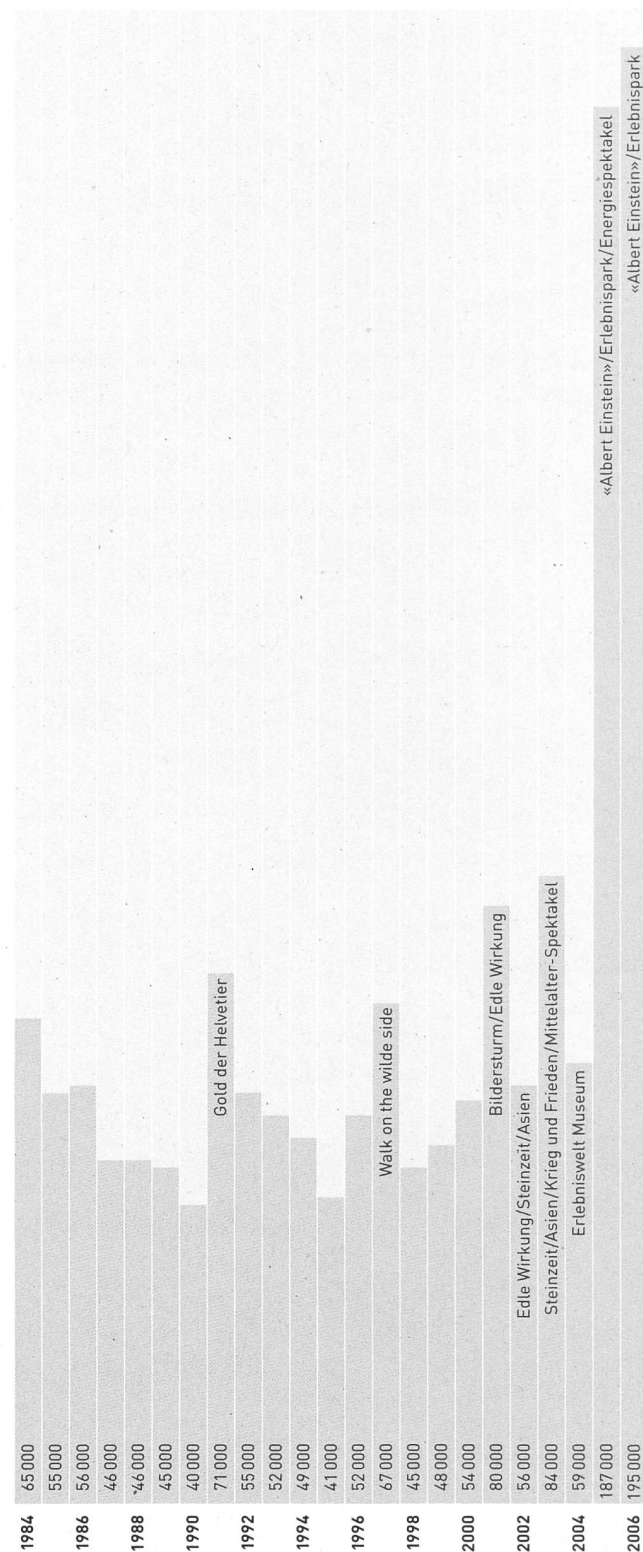 1984 65 000
55 000
1986 56 000
46 000
1988 46 000
45 000
1990 40 000
71 000 Gold der Helvetier
1992 55 000
52 000
1994 49 000
41 000
1996 52 000
67 000 Walk on the wilde side
1998 45 000
48 000
2000 54 000
80 000 Bildersturm/Edle Wirkung
2002 56 000 Edle Wirkung/Steinzeit/Asien
84 000 Steinzeit/Asien/Krieg und Frieden/Mittelalter-Spektakel
2004 59 000 Erlebniswelt Museum
187 000 «Albert Einstein»/Erlebnispark/Energiespektakel
2006 195 000 «Albert Einstein»/Erlebnispark